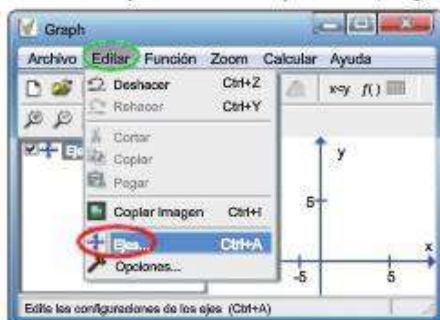 Graph
Archivo Editar Función Zoom Calcular Ayuda
Deshacer Ctrl+Z
Rehacer Ctrl+Y
Cortar
Copiar
Pegar
Copiar Imagen Ctrl+I
Ejes... Ctrl+A
Opciones...
x=y f()
y
5
x
-5 5
Edita las configuraciones de los ejes (Ctrl+A)